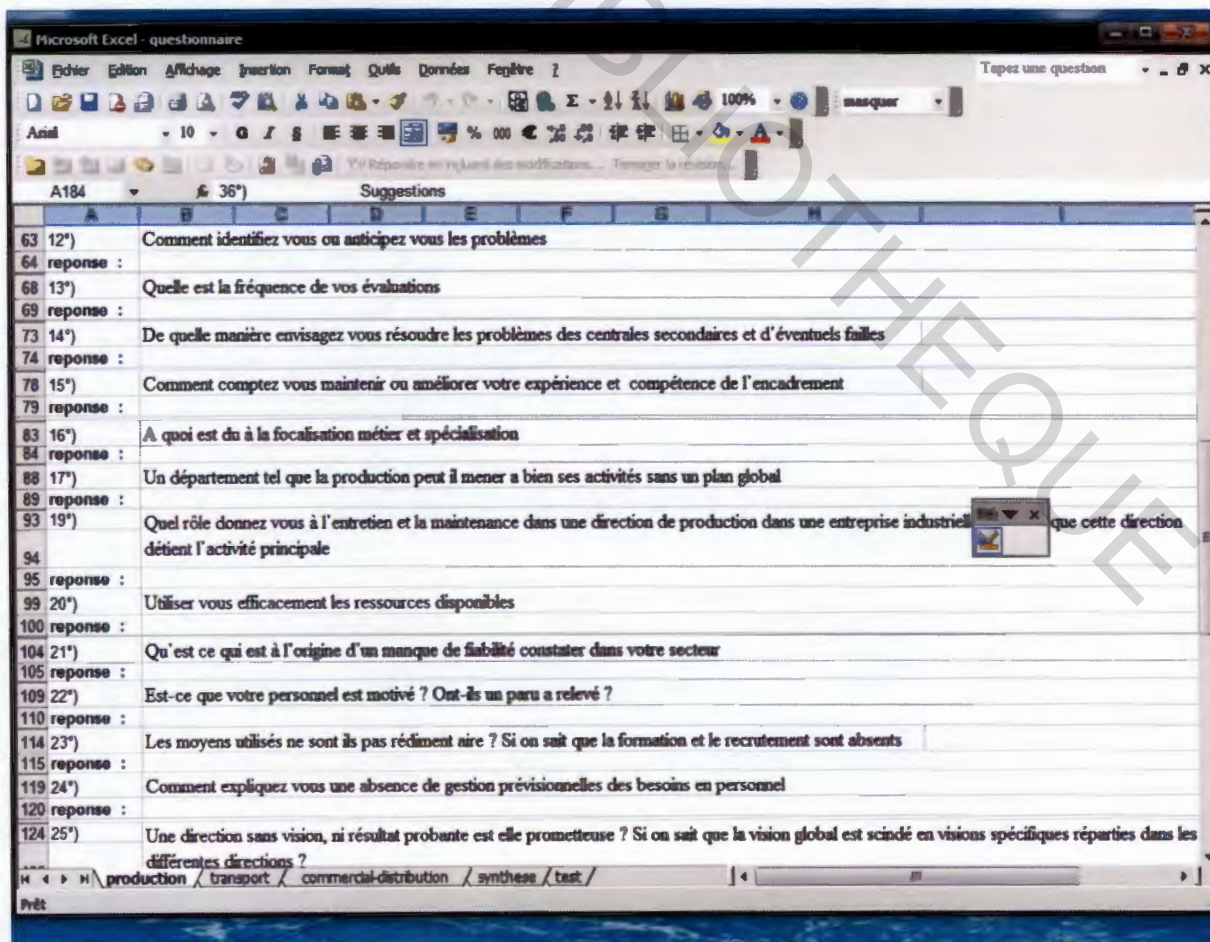 Microsoft Excel - questionnaire
Fichier Edition Affichage Insertion Format Outils Données Fenêtre ? Tapez une question
100% masquer
Arial 10 G I S % 000 €
Répondre en incluant des modifications... Terminer la révision...
A184 fx 36°) Suggestions
A B C D E F G H
63 12°) Comment identifiez vous ou anticipez vous les problèmes
64 reponse :
68 13°) Quelle est la fréquence de vos évaluations
69 reponse :
73 14°) De quelle manière envisagez vous résoudre les problèmes des centrales secondaires et d'éventuels failles
74 reponse :
78 15°) Comment comptez vous maintenir ou améliorer votre expérience et compétence de l'encadrement
79 reponse :
83 16°) A quoi est du à la focalisation métier et spécialisation
84 reponse :
88 17°) Un département tel que la production peut il mener a bien ses activités sans un plan global
89 reponse :
93 19°) Quel rôle donnez vous à l'entretien et la maintenance dans une direction de production dans une entreprise industriel que cette direction
94 détient l'activité principale
95 reponse :
99 20°) Utiliser vous efficacement les ressources disponibles
100 reponse :
104 21°) Qu'est ce qui est à l'origine d'un manque de fiabilité constater dans votre secteur
105 reponse :
109 22°) Est-ce que votre personnel est motivé ? Ont-ils un paru a relevé ?
110 reponse :
114 23°) Les moyens utilisés ne sont ils pas rédiment aire ? Si on sait que la formation et le recrutement sont absents
115 reponse :
119 24°) Comment expliquez vous une absence de gestion prévisionnelles des besoins en personnel
120 reponse :
124 25°) Une direction sans vision, ni résultat probante est elle prometteuse ? Si on sait que la vision global est scindé en visions spécifiques réparties dans les
différentes directions ?
production / transport / commercial-distribution / synthese / test /
Prêt
BIBLIOTHEQUE